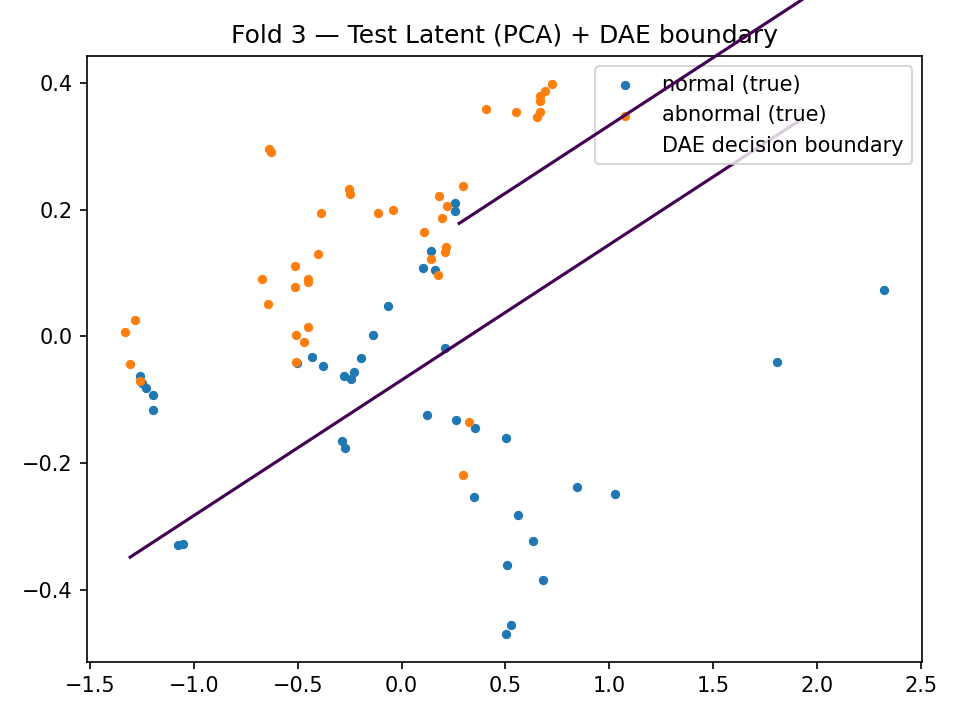 Fold 3 — Test Latent (PCA) + DAE boundary
normal (true)
abnormal (true)
DAE decision boundary
0.4
0.2
0.0
−0.2
−0.4
−1.5 −1.0 −0.5 0.0 0.5 1.0 1.5 2.0 2.5